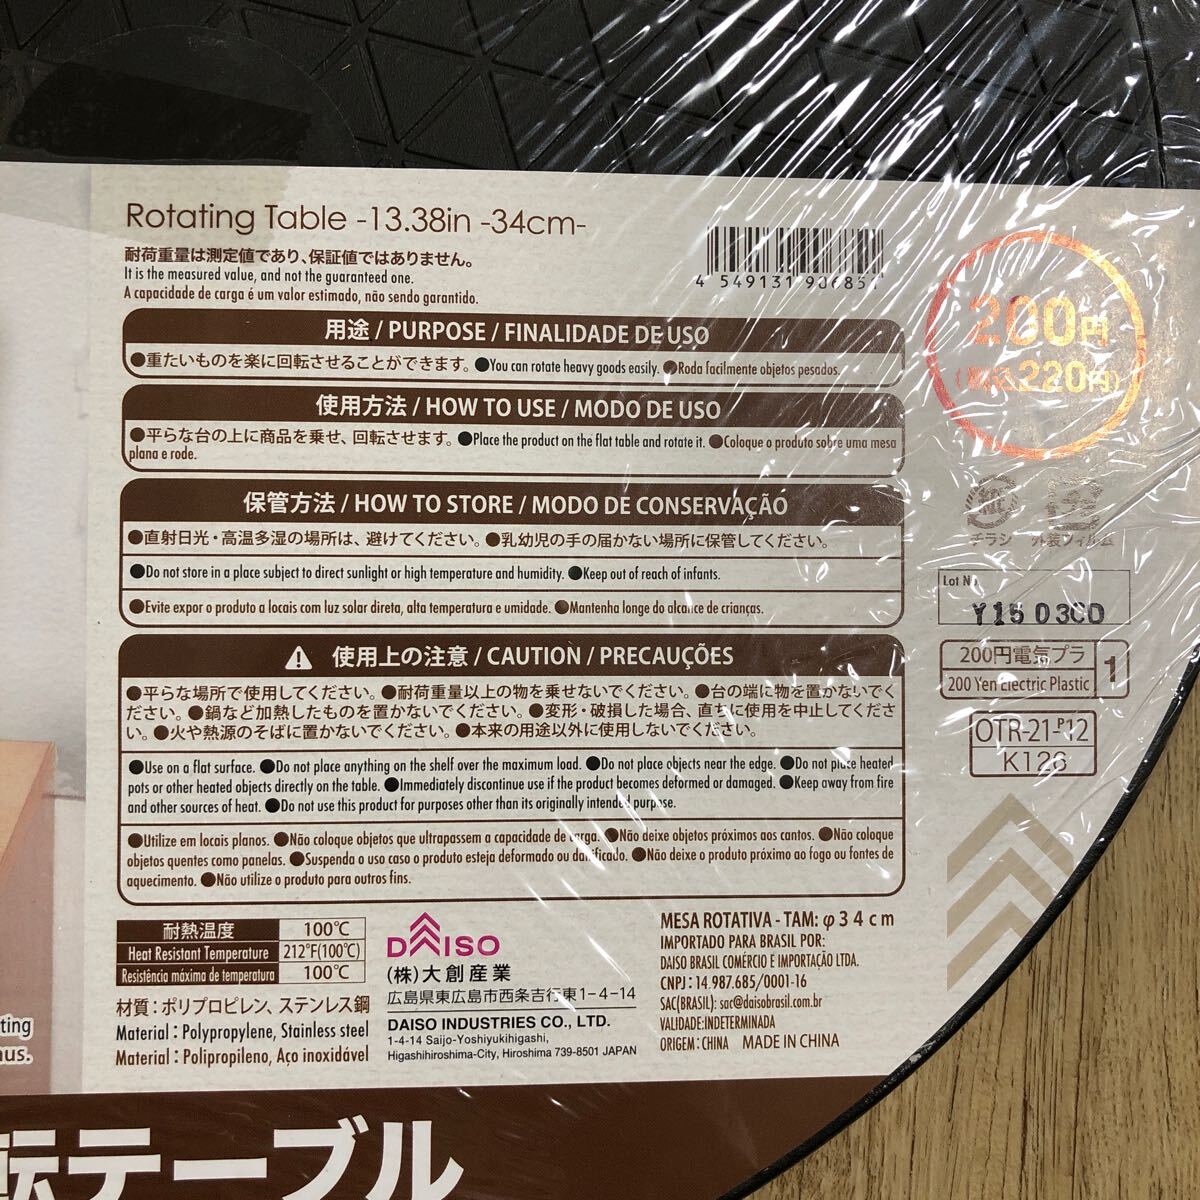 Rotating Table -13.38in -34cm-
耐荷重量は測定値であり、保証値ではありません。
It is the measured value, and not the guaranteed one.
A capacidade de carga é um valor estimado, não sendo garantido.
4 549131 906851
200円
(税込220円)
用途 / PURPOSE / FINALIDADE DE USO
●重たいものを楽に回転させることができます。 ●You can rotate heavy goods easily. ●Roda facilmente objetos pesados.
使用方法 / HOW TO USE / MODO DE USO
●平らな台の上に商品を乗せ、回転させます。 ●Place the product on the flat table and rotate it. ●Coloque o produto sobre uma mesa
plana e rode.
保管方法 / HOW TO STORE / MODO DE CONSERVAÇÃO
●直射日光・高温多湿の場所は、避けてください。 ●乳幼児の手の届かない場所に保管してください。
●Do not store in a place subject to direct sunlight or high temperature and humidity. ●Keep out of reach of infants.
●Evite expor o produto a locais com luz solar direta, alta temperatura e umidade. ●Mantenha longe do alcance de crianças.
チラシ 外装フィルム
Lot No.
Y15 03CD
200円電気プラ
200 Yen Electric Plastic
1
OTR-21-P12
K126
使用上の注意 / CAUTION / PRECAUÇÕES
●平らな場所で使用してください。 ●耐荷重量以上の物を乗せないでください。 ●台の端に物を置かないでく
ださい。 ●鍋など加熱したものを置かないでください。 ●変形・破損した場合、直ちに使用を中止してくださ
い。 ●火や熱源のそばに置かないでください。 ●本来の用途以外に使用しないでください。
●Use on a flat surface. ●Do not place anything on the shelf over the maximum load. ●Do not place objects near the edge. ●Do not place heated
pots or other heated objects directly on the table. ●Immediately discontinue use if the product becomes deformed or damaged. ●Keep away from fire
and other sources of heat. ●Do not use this product for purposes other than its originally intended purpose.
●Utilize em locais planos. ●Não coloque objetos que ultrapassem a capacidade de carga. ●Não deixe objetos próximos aos cantos. ●Não coloque
objetos quentes como panelas. ●Suspenda o uso caso o produto esteja deformado ou danificado. ●Não deixe o produto próximo ao fogo ou fontes de
aquecimento. ●Não utilize o produto para outros fins.
耐熱温度 100℃
Heat Resistant Temperature 212°F(100℃)
Resistência máxima de temperatura 100℃
材質：ポリプロピレン、ステンレス鋼
Material：Polypropylene, Stainless steel
Material：Polipropileno, Aço inoxidável
DAISO
(株)大創産業
広島県東広島市西条吉行東1-4-14
DAISO INDUSTRIES CO., LTD.
1-4-14 Saijo-Yoshiyukihigashi,
Higashihiroshima-City, Hiroshima 739-8501 JAPAN
MESA ROTATIVA - TAM: φ34cm
IMPORTADO PARA BRASIL POR:
DAISO BRASIL COMÉRCIO E IMPORTAÇÃO LTDA.
CNPJ: 14.987.685/0001-16
SAC(BRASIL): sac@daisobrasil.com.br
VALIDADE:INDETERMINADA
ORIGEM: CHINA MADE IN CHINA
転テーブル